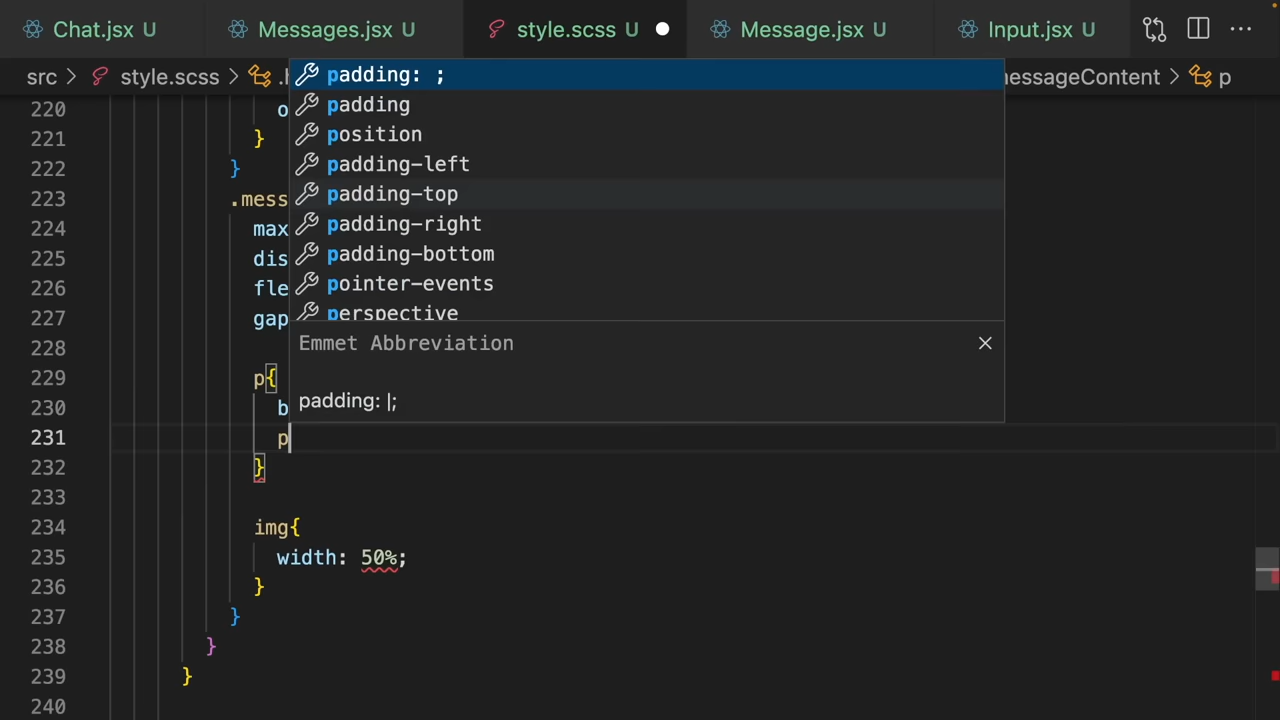 Chat.jsx U
Messages.jsx U
style.scss U
Message.jsx U
Input.jsx U
src > style.scss > .h
essageContent > p
padding: ;
padding
position
padding-left
padding-top
padding-right
padding-bottom
pointer-events
perspective
Emmet Abbreviation
padding: |;
220 o
221 }
222 }
223 .mess
224 max
225 dis
226 fle
227 gap
228
229 p{
230 b
231 p
232 }
233
234 img{
235 width: 50%;
236 }
237 }
238 }
239 }
240